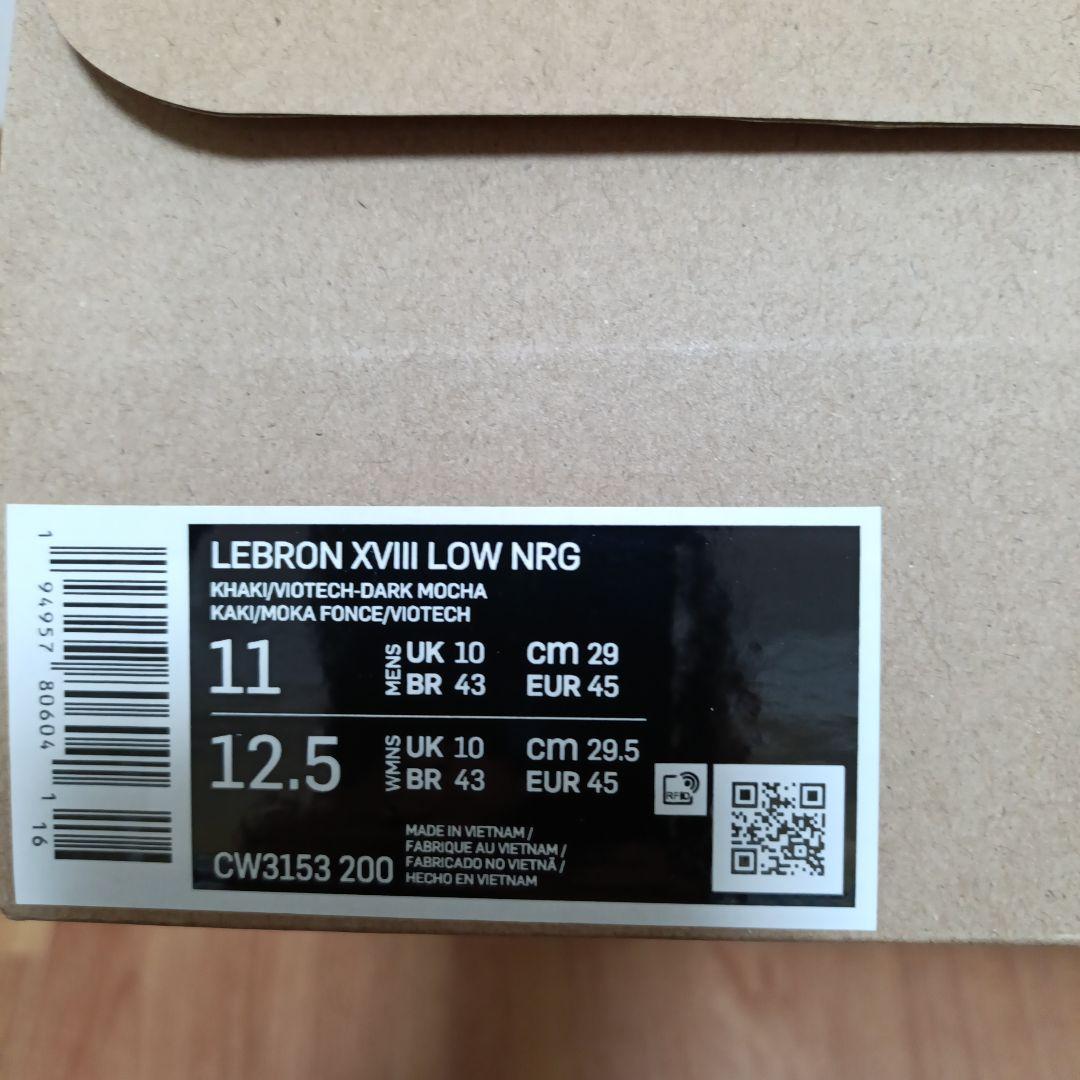 LEBRON XVIII LOW NRG
KHAKI/VIOTECH-DARK MOCHA
KAKI/MOKA FONCE/VIOTECH
11 MENS UK 10 cm 29
BR 43 EUR 45
12.5 WMNS UK 10 cm 29.5
BR 43 EUR 45
RFID
CW3153 200
MADE IN VIETNAM /
FABRIQUE AU VIETNAM /
FABRICADO NO VIETNÃ /
HECHO EN VIETNAM
1 94957 80604 1 16